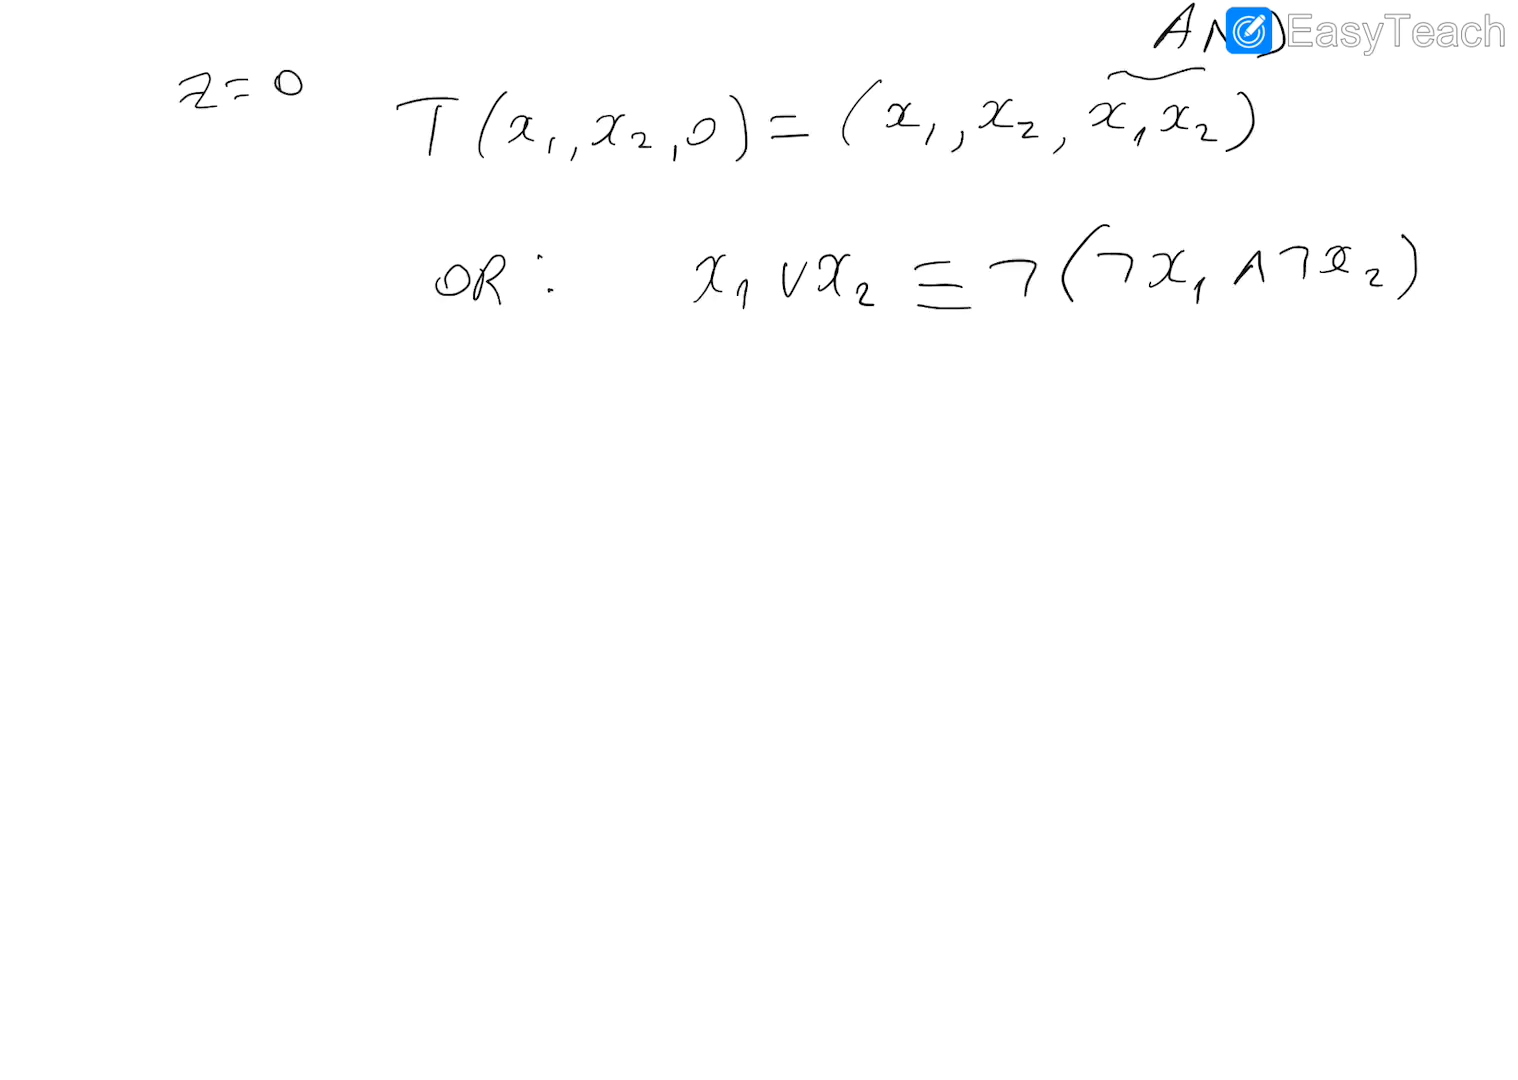 AND EasyTeach
z=0 T(x₁,x₂,0)=(x₁,x₂,x₁x₂)
OR: x₁∨x₂≡¬(¬x₁∧¬x₂)